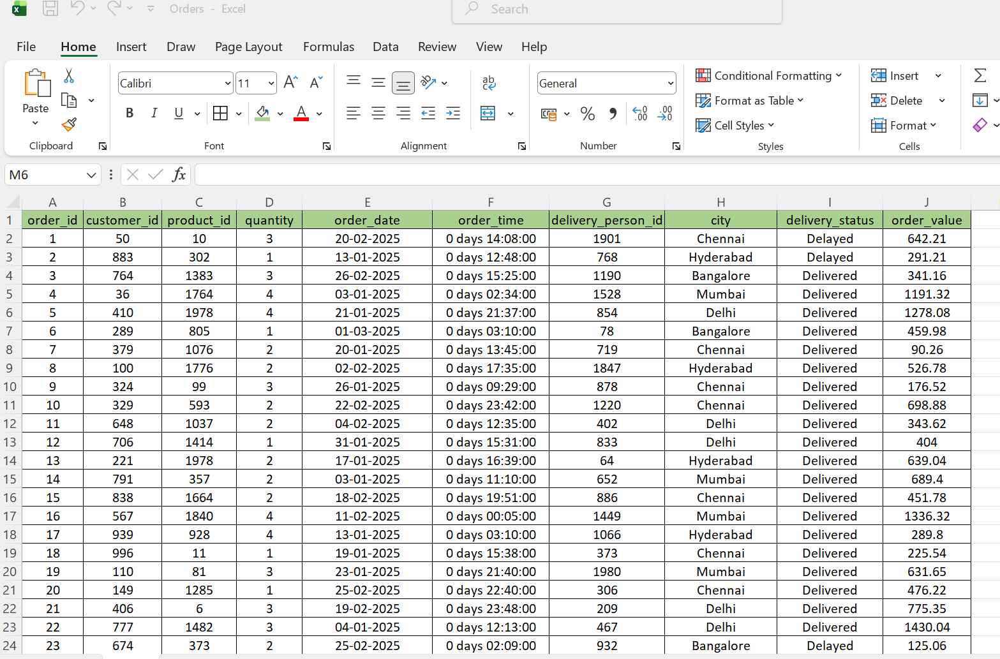 Orders - Excel
Search
File Home Insert Draw Page Layout Formulas Data Review View Help
Paste
Calibri 11
B I U
Clipboard
Font
Alignment
General
Number
Conditional Formatting
Format as Table
Cell Styles
Styles
Insert
Delete
Format
Cells
M6
fx
A B C D E F G H I J
1 order_id customer_id product_id quantity order_date order_time delivery_person_id city delivery_status order_value
2 1 50 10 3 20-02-2025 0 days 14:08:00 1901 Chennai Delayed 642.21
3 2 883 302 1 13-01-2025 0 days 12:48:00 768 Hyderabad Delayed 291.21
4 3 764 1383 3 26-02-2025 0 days 15:25:00 1190 Bangalore Delivered 341.16
5 4 36 1764 4 03-01-2025 0 days 02:34:00 1528 Mumbai Delivered 1191.32
6 5 410 1978 4 21-01-2025 0 days 21:37:00 854 Delhi Delivered 1278.08
7 6 289 805 1 01-03-2025 0 days 03:10:00 78 Bangalore Delivered 459.98
8 7 379 1076 2 20-01-2025 0 days 13:45:00 719 Chennai Delivered 90.26
9 8 100 1776 2 02-02-2025 0 days 17:35:00 1847 Hyderabad Delivered 526.78
10 9 324 99 3 26-01-2025 0 days 09:29:00 878 Chennai Delivered 176.52
11 10 329 593 2 22-02-2025 0 days 23:42:00 1220 Chennai Delivered 698.88
12 11 648 1037 2 04-02-2025 0 days 12:35:00 402 Delhi Delivered 343.62
13 12 706 1414 1 31-01-2025 0 days 15:31:00 833 Delhi Delivered 404
14 13 221 1978 2 17-01-2025 0 days 16:39:00 64 Hyderabad Delivered 639.04
15 14 791 357 2 03-01-2025 0 days 11:10:00 652 Mumbai Delivered 689.4
16 15 838 1664 2 18-02-2025 0 days 19:51:00 886 Chennai Delivered 451.78
17 16 567 1840 4 11-02-2025 0 days 00:05:00 1449 Mumbai Delivered 1336.32
18 17 939 928 4 13-01-2025 0 days 03:10:00 1066 Hyderabad Delivered 289.8
19 18 996 11 1 19-01-2025 0 days 15:38:00 373 Chennai Delivered 225.54
20 19 110 81 3 23-01-2025 0 days 21:40:00 1980 Mumbai Delivered 631.65
21 20 149 1285 1 25-02-2025 0 days 22:40:00 306 Chennai Delivered 476.22
22 21 406 6 3 19-02-2025 0 days 23:48:00 209 Delhi Delivered 775.35
23 22 777 1482 3 04-01-2025 0 days 12:13:00 467 Delhi Delivered 1430.04
24 23 674 373 2 25-02-2025 0 days 02:09:00 932 Bangalore Delayed 125.06